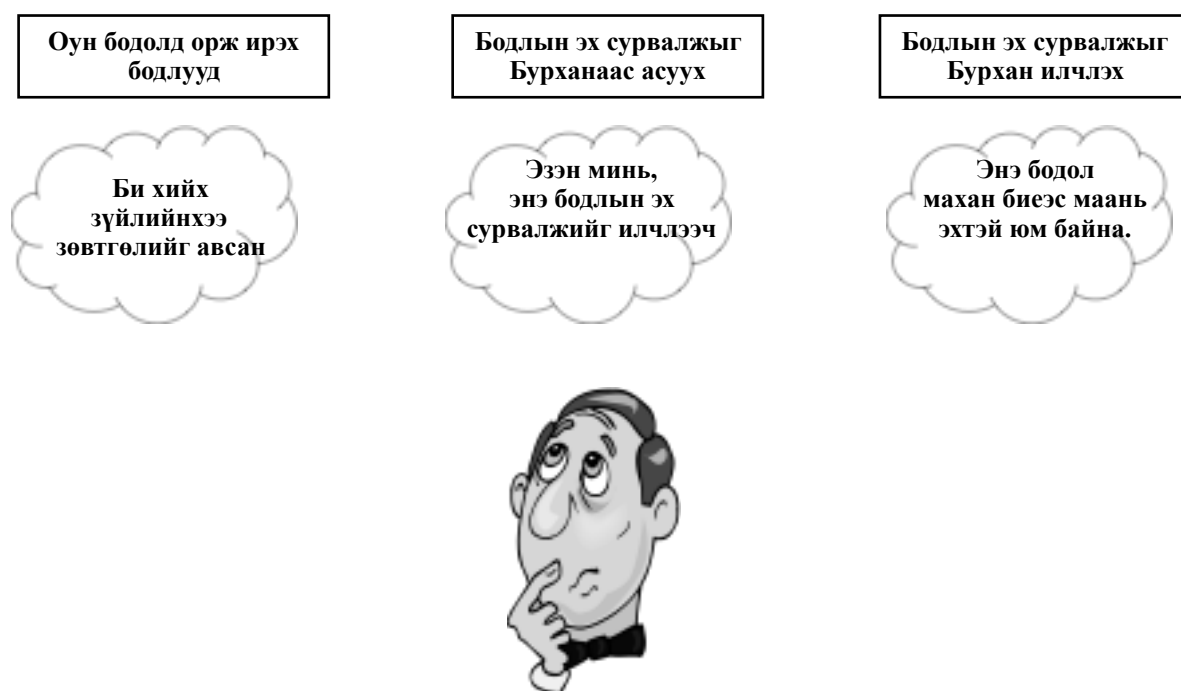 Оун бодолд орж ирэх
бодлууд
Бодлын эх сурвалжыг
Бурханаас асуух
Бодлын эх сурвалжыг
Бурхан илчлэх
Би хийх
зүйлийнхээ
зөвтгөлийг авсан
Эзэн минь,
энэ бодлын эх
сурвалжийг илчлээч
Энэ бодол
махан биеэс маань
эхтэй юм байна.